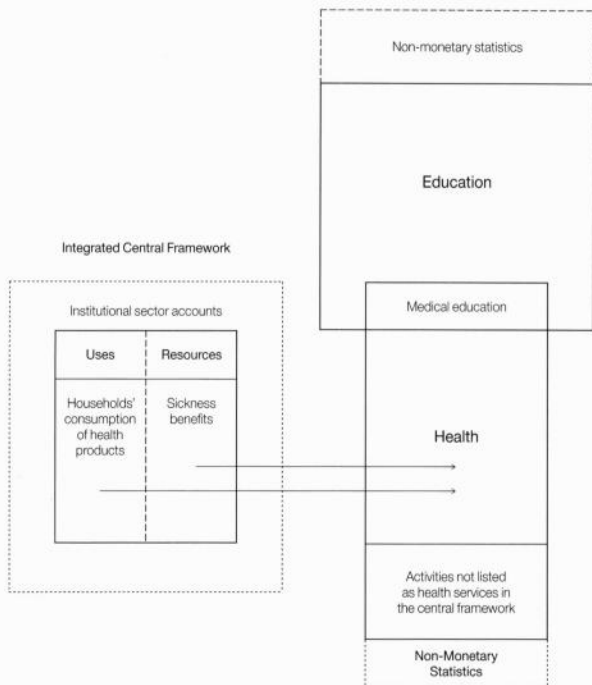 Non-monetary statistics
Education
Integrated Central Framework
Institutional sector accounts
Medical education
Uses
Resources
Households'
consumption
of health
products
Sickness
benefits
Health
Activities not listed
as health services in
the central framework
Non-Monetary
Statistics